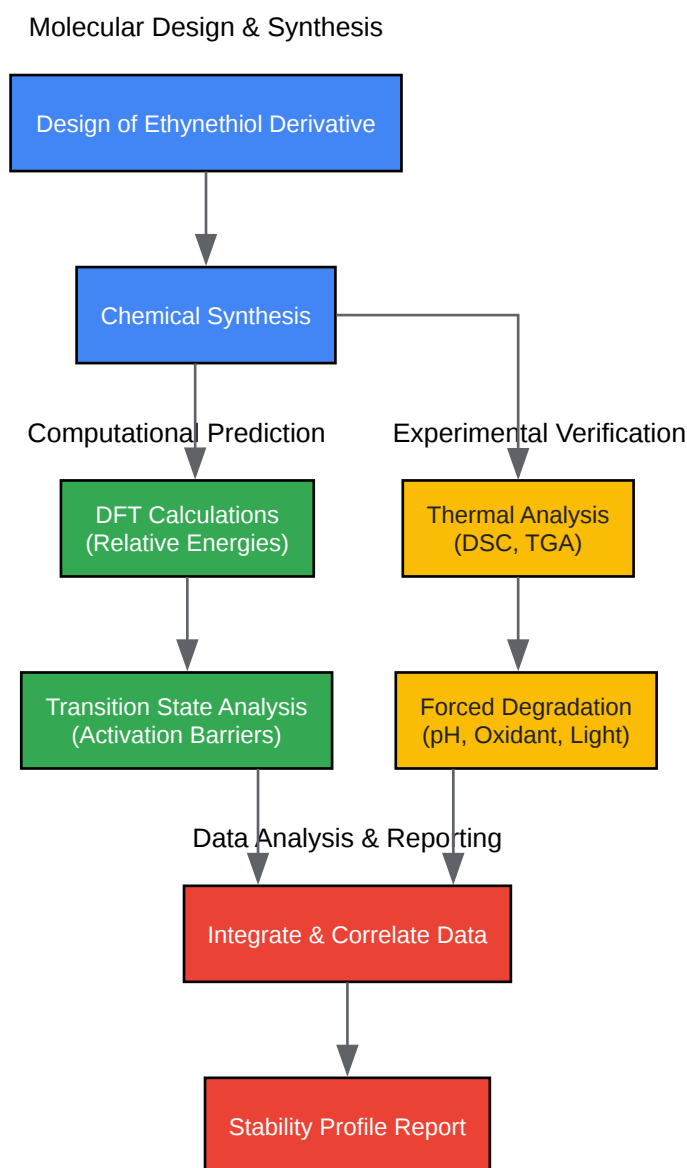 Molecular Design & Synthesis
Design of Ethynethiol Derivative
Chemical Synthesis
Computational Prediction
Experimental Verification
DFT Calculations
(Relative Energies)
Thermal Analysis
(DSC, TGA)
Transition State Analysis
(Activation Barriers)
Forced Degradation
(pH, Oxidant, Light)
Data Analysis & Reporting
Integrate & Correlate Data
Stability Profile Report